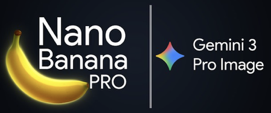 Nano
Banana
PRO
Gemini 3
Pro Image